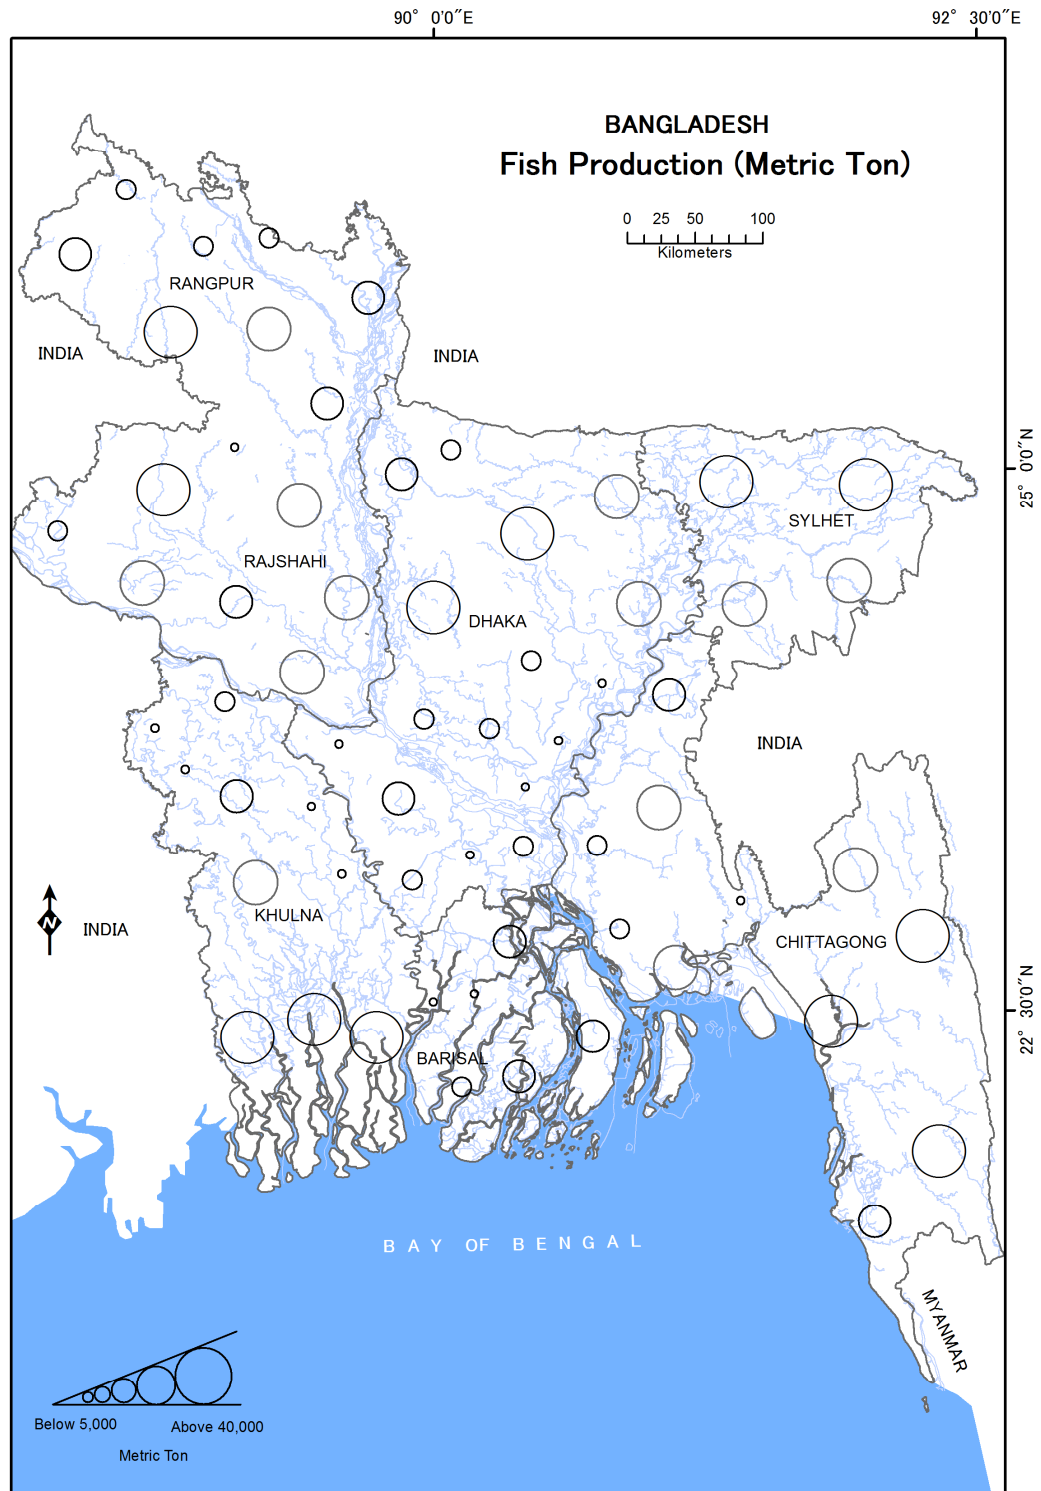 90° 0'0"E
92° 30'0"E
BANGLADESH
Fish Production (Metric Ton)
0 25 50 100
Kilometers
RANGPUR
INDIA
INDIA
25° 0'0"N
SYLHET
RAJSHAHI
DHAKA
INDIA
KHULNA
N
INDIA
CHITTAGONG
22° 30'0"N
BARISAL
BAY OF BENGAL
MYANMAR
Below 5,000
Above 40,000
Metric Ton